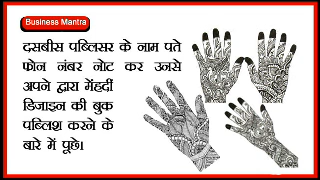 Business Mantra
दसबीस पब्लिसर के नाम पते
फोन नंबर नोट कर उनसे
अपने द्वारा मेंहदीं
डिजाइन की बुक
पब्लिश करने के
बारे में पूछे।